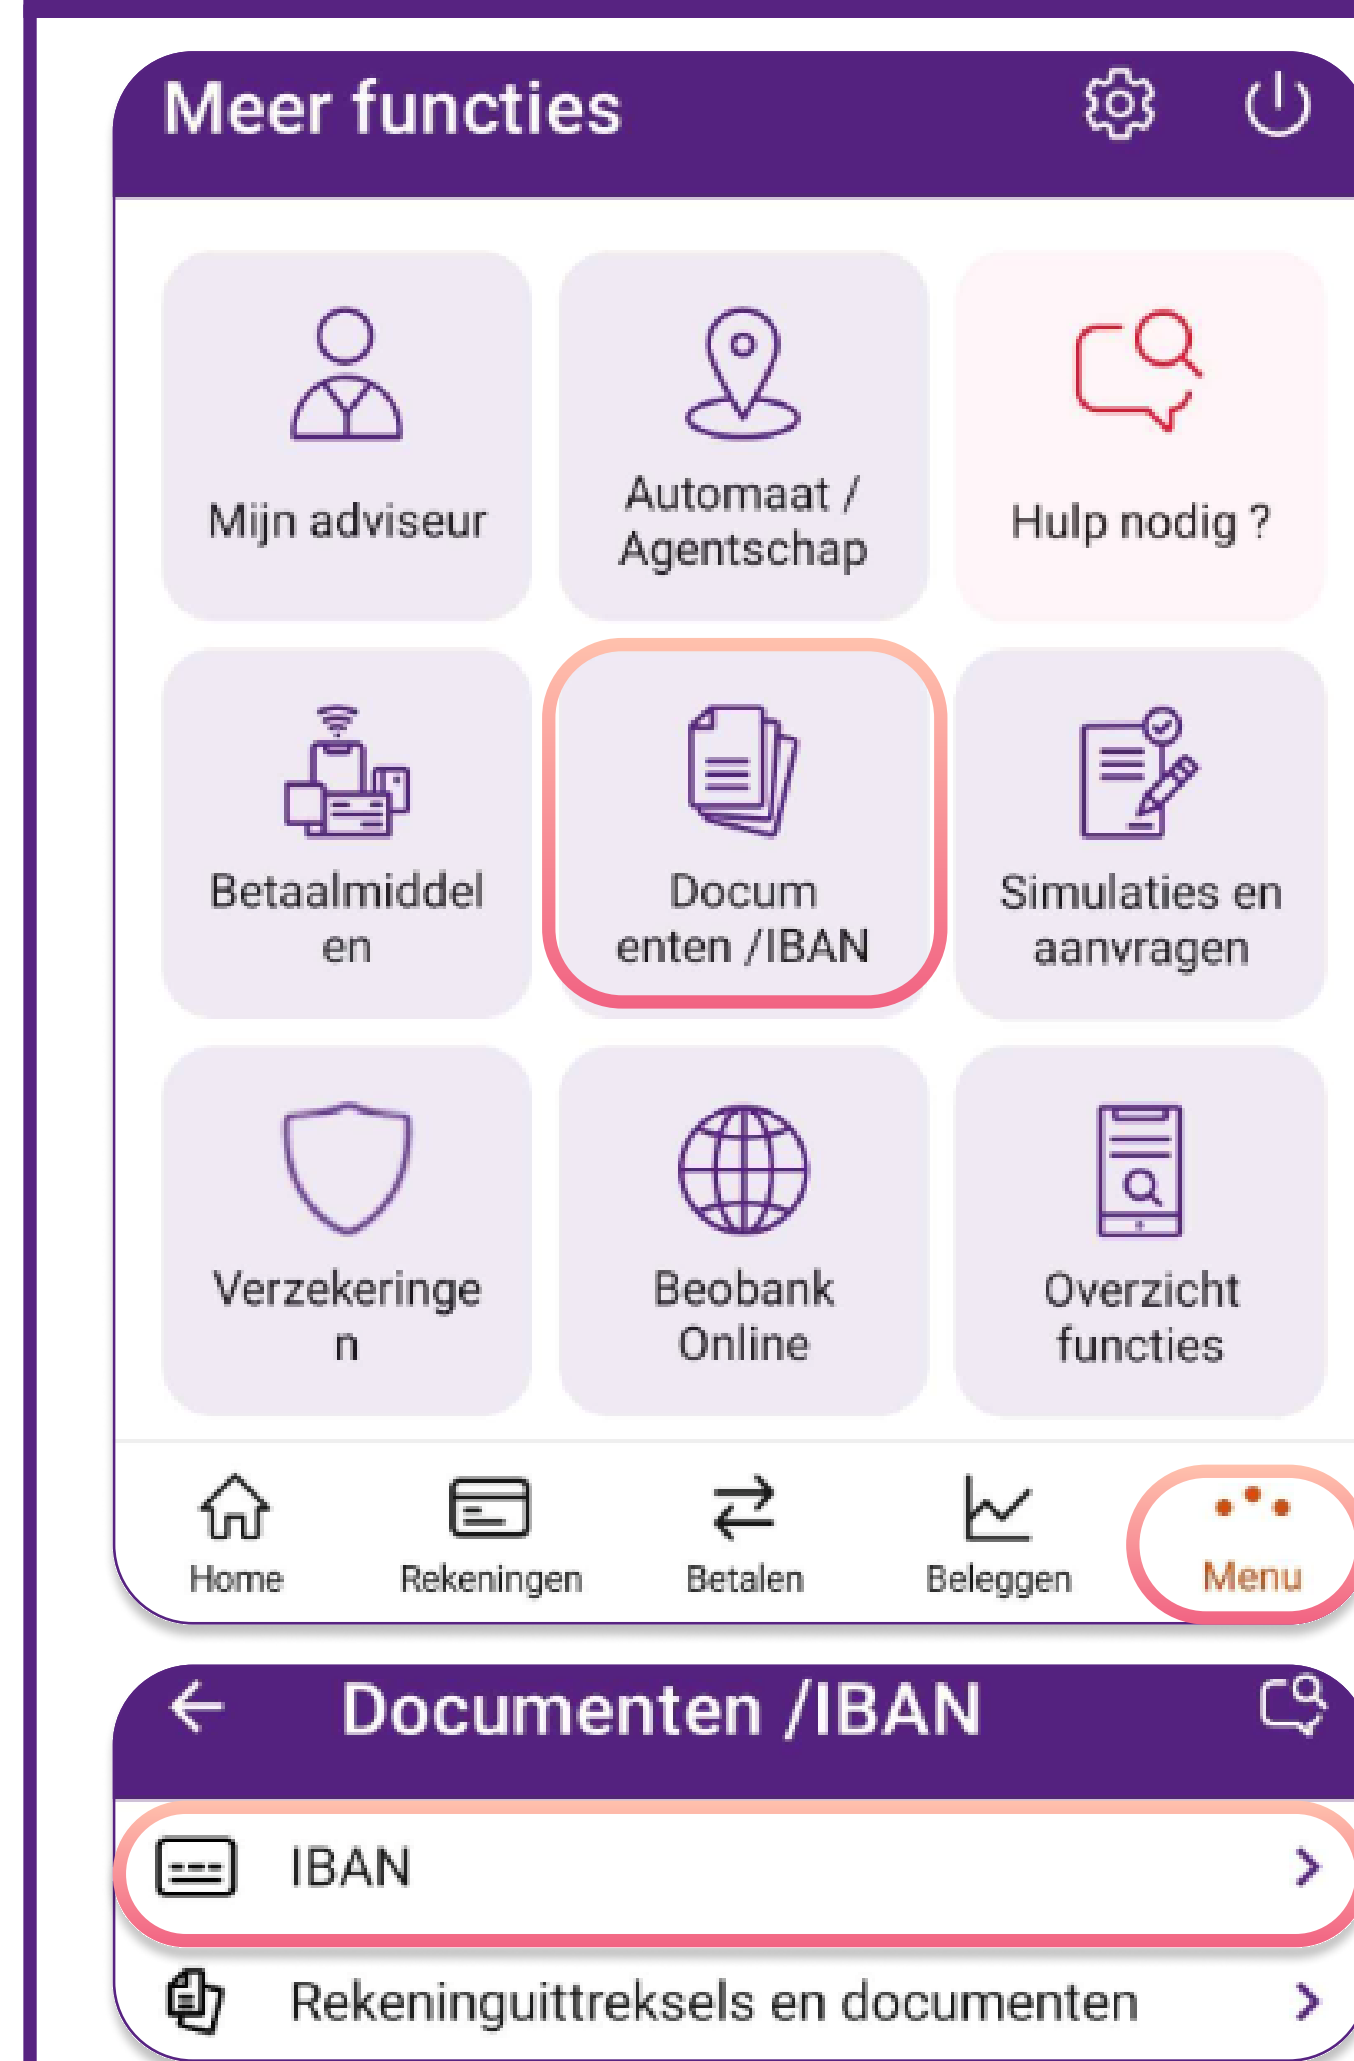 Meer functies
Mijn adviseur
Automaat /
Agentschap
Hulp nodig ?
Betaalmiddel
en
Docum
enten /IBAN
Simulaties en
aanvragen
Verzekeringe
n
Beobank
Online
Overzicht
functies
Home
Rekeningen
Betalen
Beleggen
Menu
Documenten /IBAN
IBAN
Rekeninguittreksels en documenten